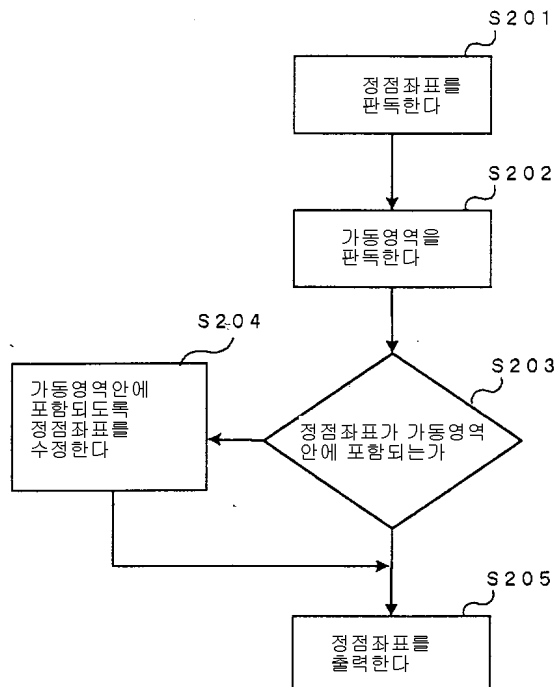 S201
정점좌표를
판독한다
S202
가동영역을
판독한다
S204
가동영역안에
포함되도록
정점좌표를
수정한다
S203
정점좌표가 가동영역
안에 포함되는가
S205
정점좌표를
출력한다